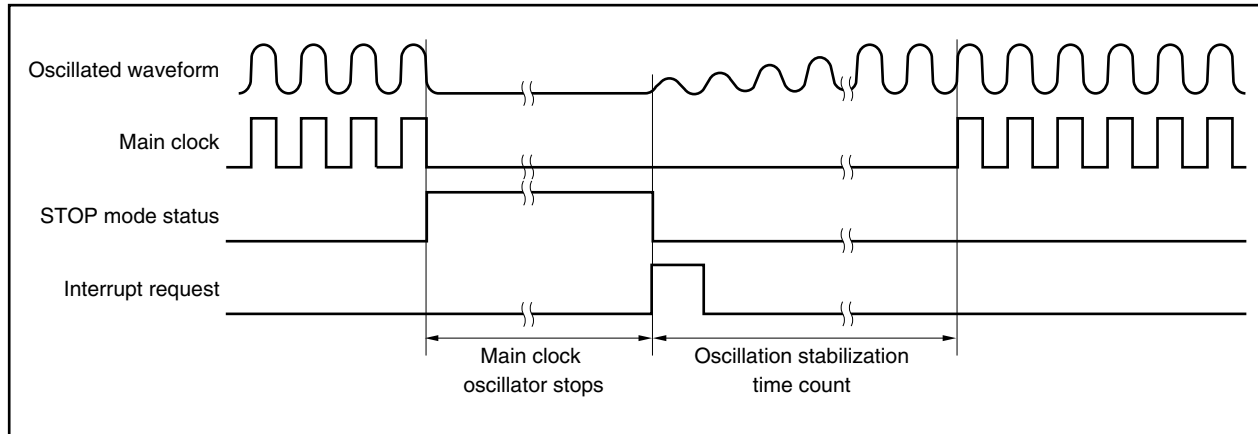 Oscillated waveform
Main clock
STOP mode status
Interrupt request
Main clock
oscillator stops
Oscillation stabilization
time count